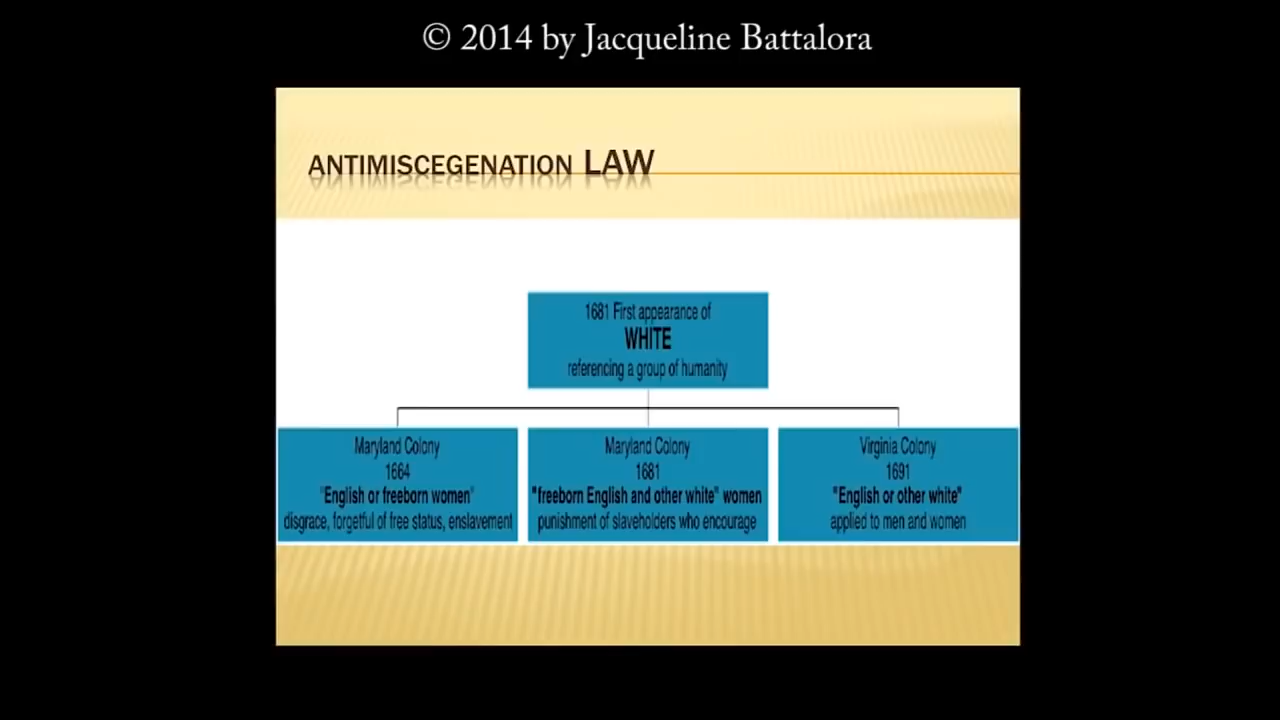 © 2014 by Jacqueline Battalora
ANTIMISCEGENATION LAW
1681 First appearance of
WHITE
referencing a group of humanity
Maryland Colony
1664
"English or freeborn women"
disgrace, forgetful of free status, enslavement
Maryland Colony
1681
"freeborn English and other white" women
punishment of slaveholders who encourage
Virginia Colony
1691
"English or other white"
applied to men and women